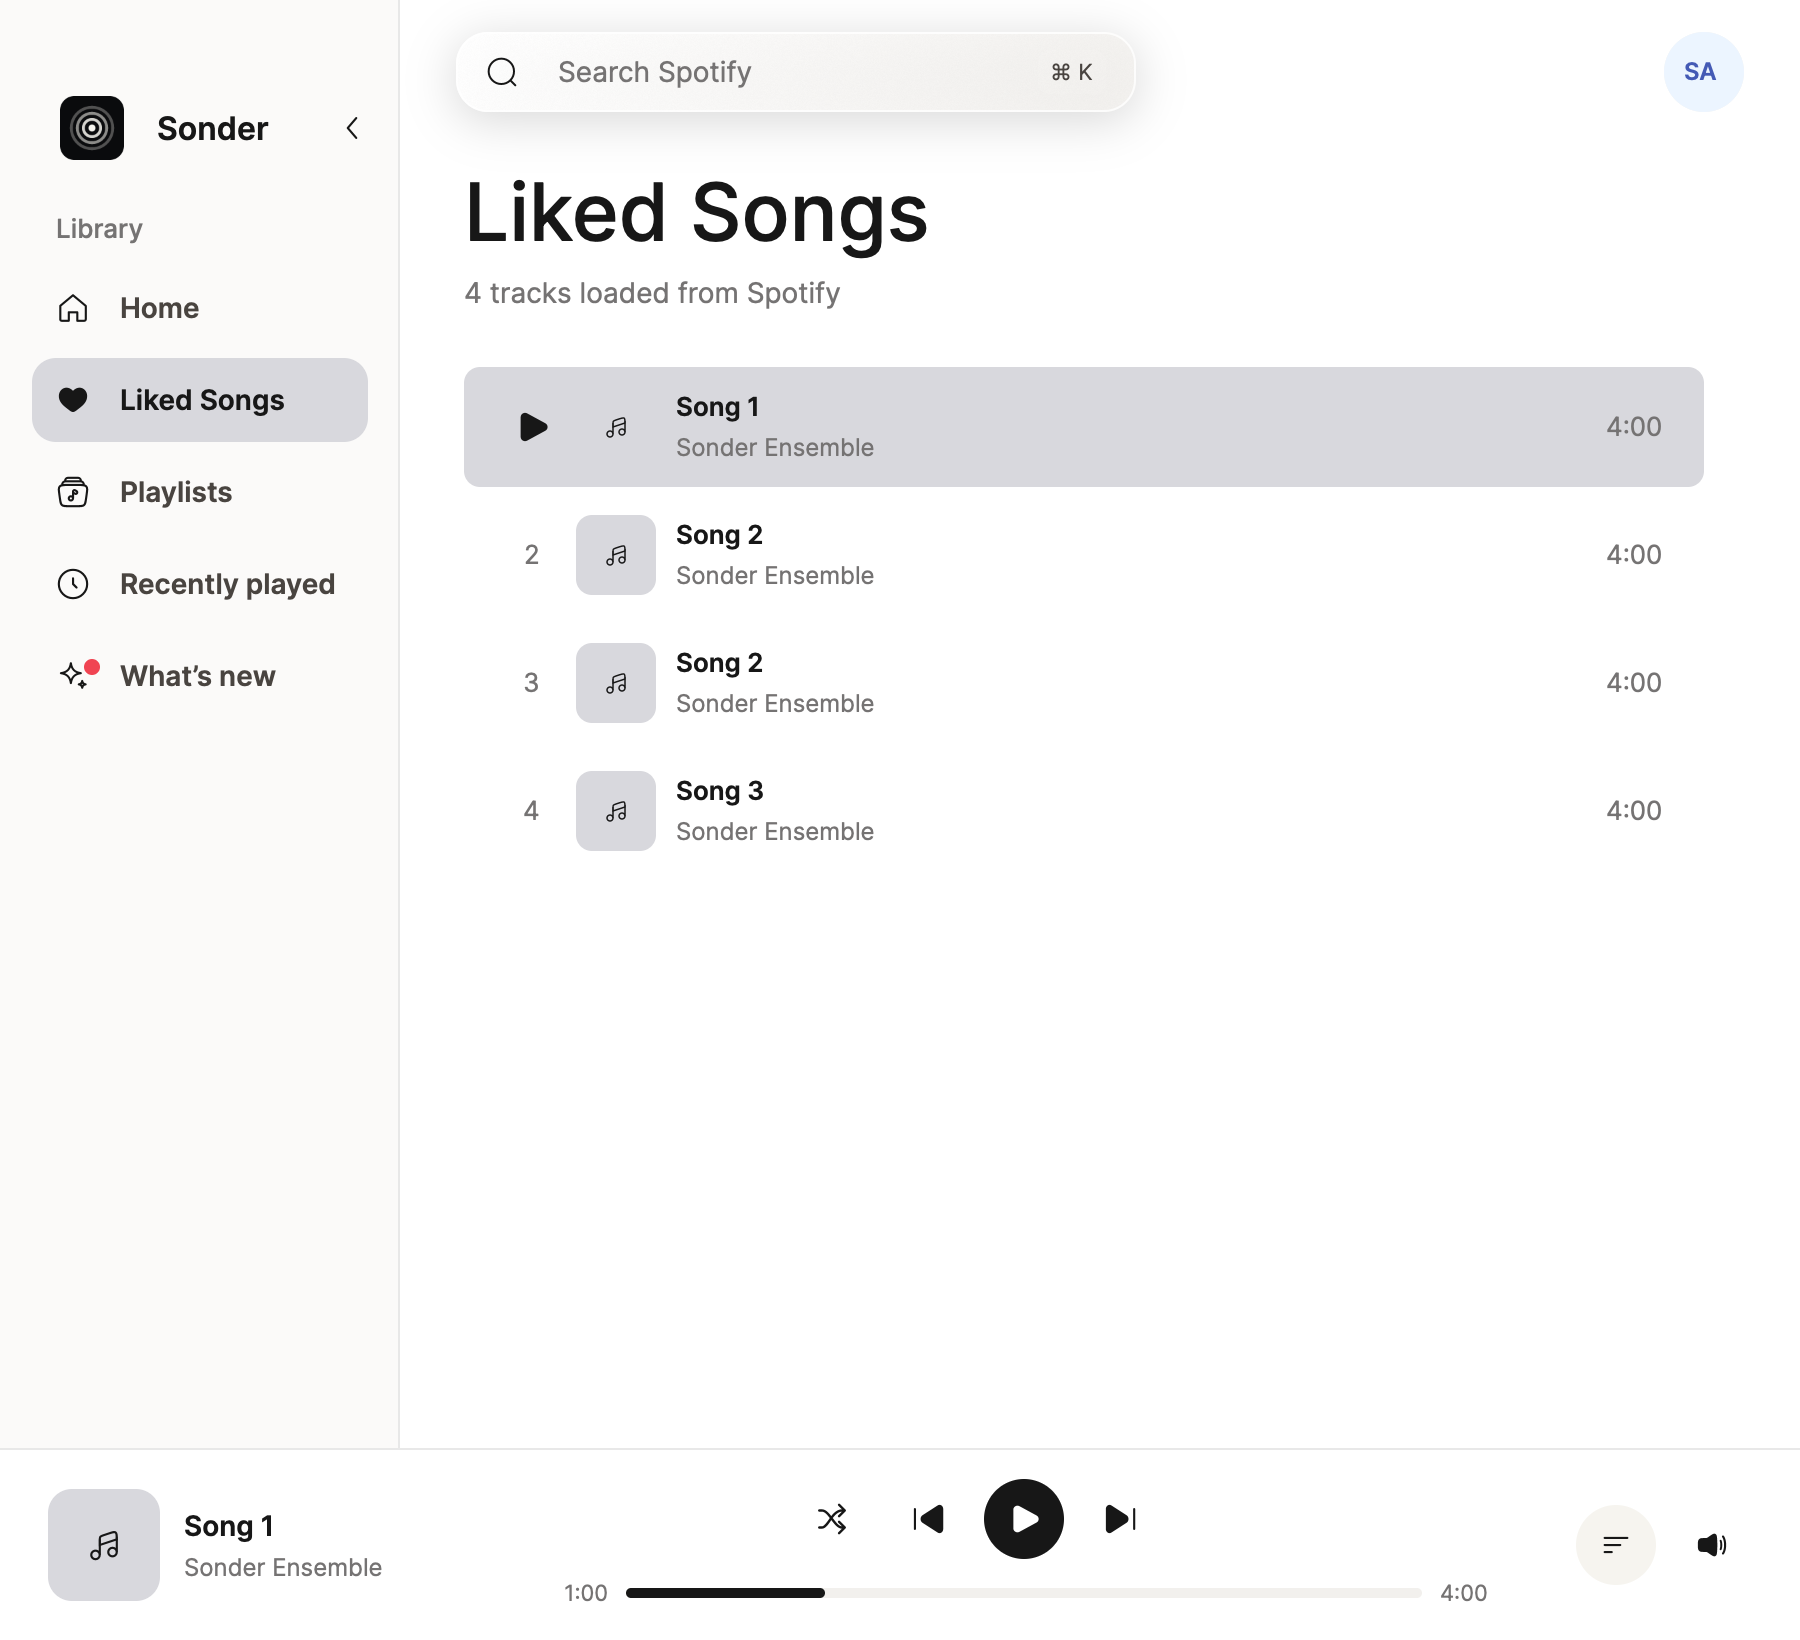 Sonder
Library
Home
Liked Songs
Playlists
Recently played
What’s new
Search Spotify ⌘ K
SA
Liked Songs
4 tracks loaded from Spotify
Song 1
Sonder Ensemble
4:00
2
Song 2
Sonder Ensemble
4:00
3
Song 2
Sonder Ensemble
4:00
4
Song 3
Sonder Ensemble
4:00
Song 1
Sonder Ensemble
1:00
4:00